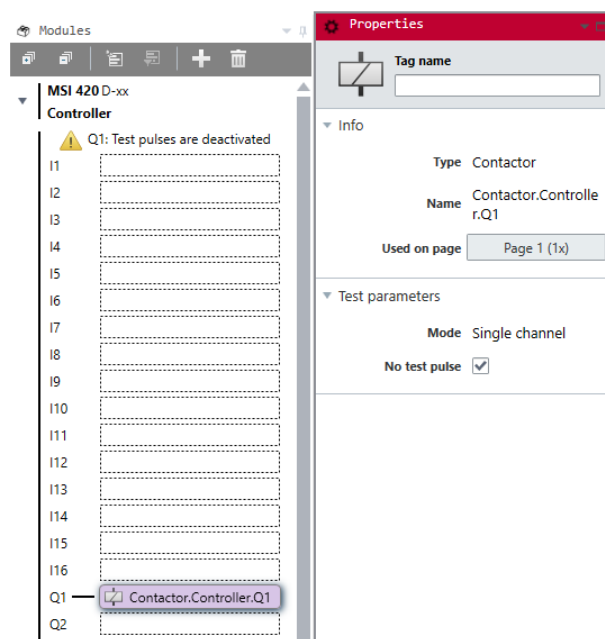 Modules
MSI 420 D-xx
Controller
Q1: Test pulses are deactivated
I1
I2
I3
I4
I5
I6
I7
I8
I9
I10
I11
I12
I13
I14
I15
I16
Q1 Contactor.Controller.Q1
Q2
Properties
Tag name
Info
Type Contactor
Name Contactor.Controlle
r.Q1
Used on page Page 1 (1x)
Test parameters
Mode Single channel
No test pulse